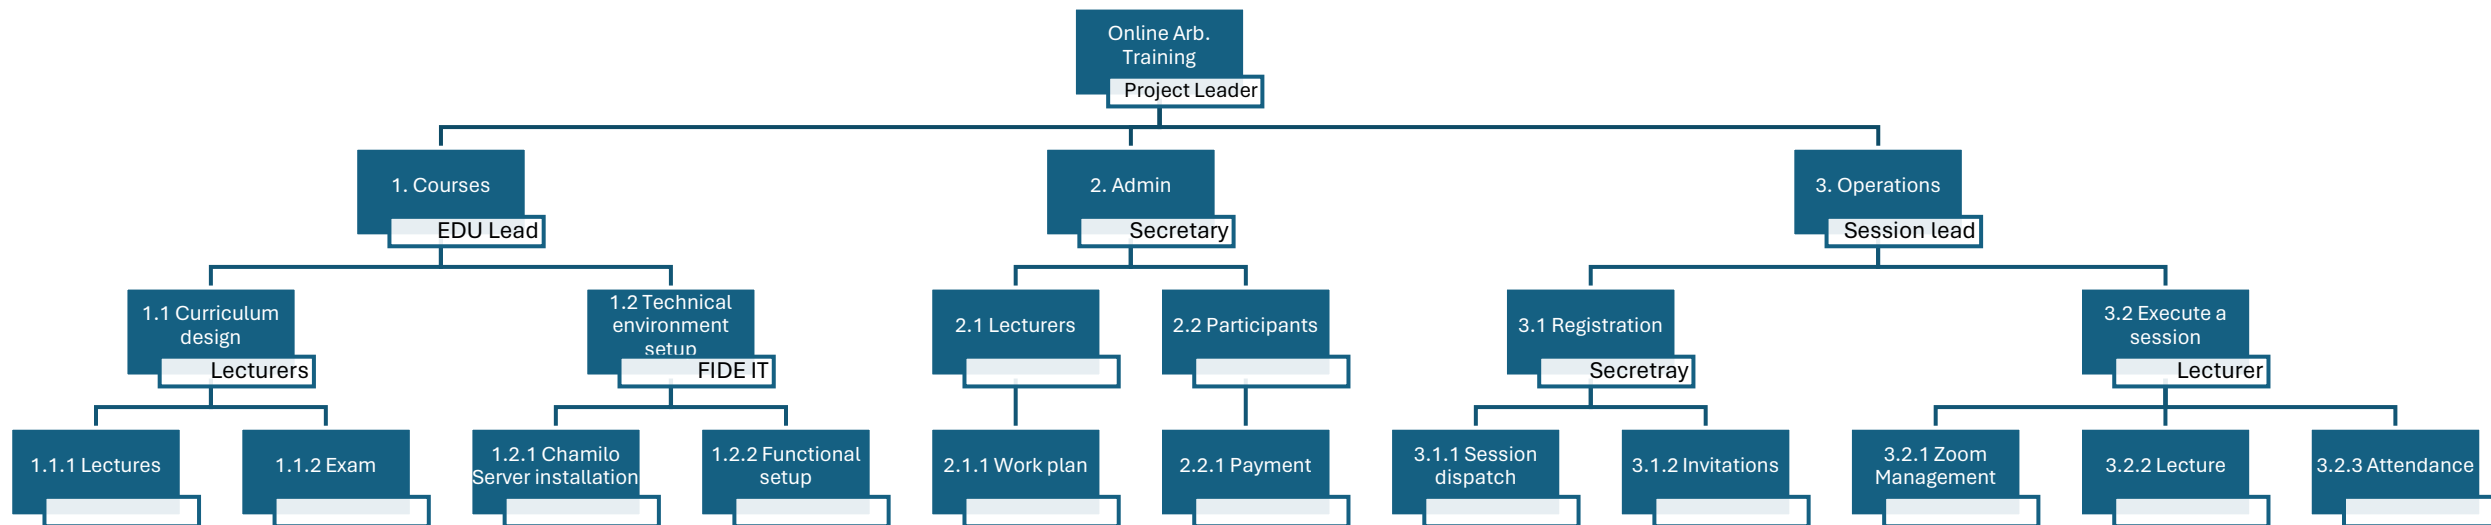 Online Arb.
Training
Project Leader
1. Courses
EDU Lead
2. Admin
Secretary
3. Operations
Session lead
1.1 Curriculum
design
Lecturers
1.2 Technical
environment
setup
FIDE IT
2.1 Lecturers
2.2 Participants
3.1 Registration
Secretray
3.2 Execute a
session
Lecturer
1.1.1 Lectures
1.1.2 Exam
1.2.1 Chamilo
Server installation
1.2.2 Functional
setup
2.1.1 Work plan
2.2.1 Payment
3.1.1 Session
dispatch
3.1.2 Invitations
3.2.1 Zoom
Management
3.2.2 Lecture
3.2.3 Attendance